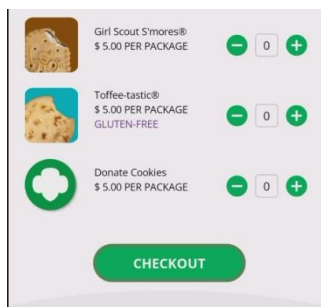 Girl Scout S'mores®
$ 5.00 PER PACKAGE
− 0 +
Toffee-tastic®
$ 5.00 PER PACKAGE
GLUTEN-FREE
− 0 +
Donate Cookies
$ 5.00 PER PACKAGE
− 0 +
CHECKOUT